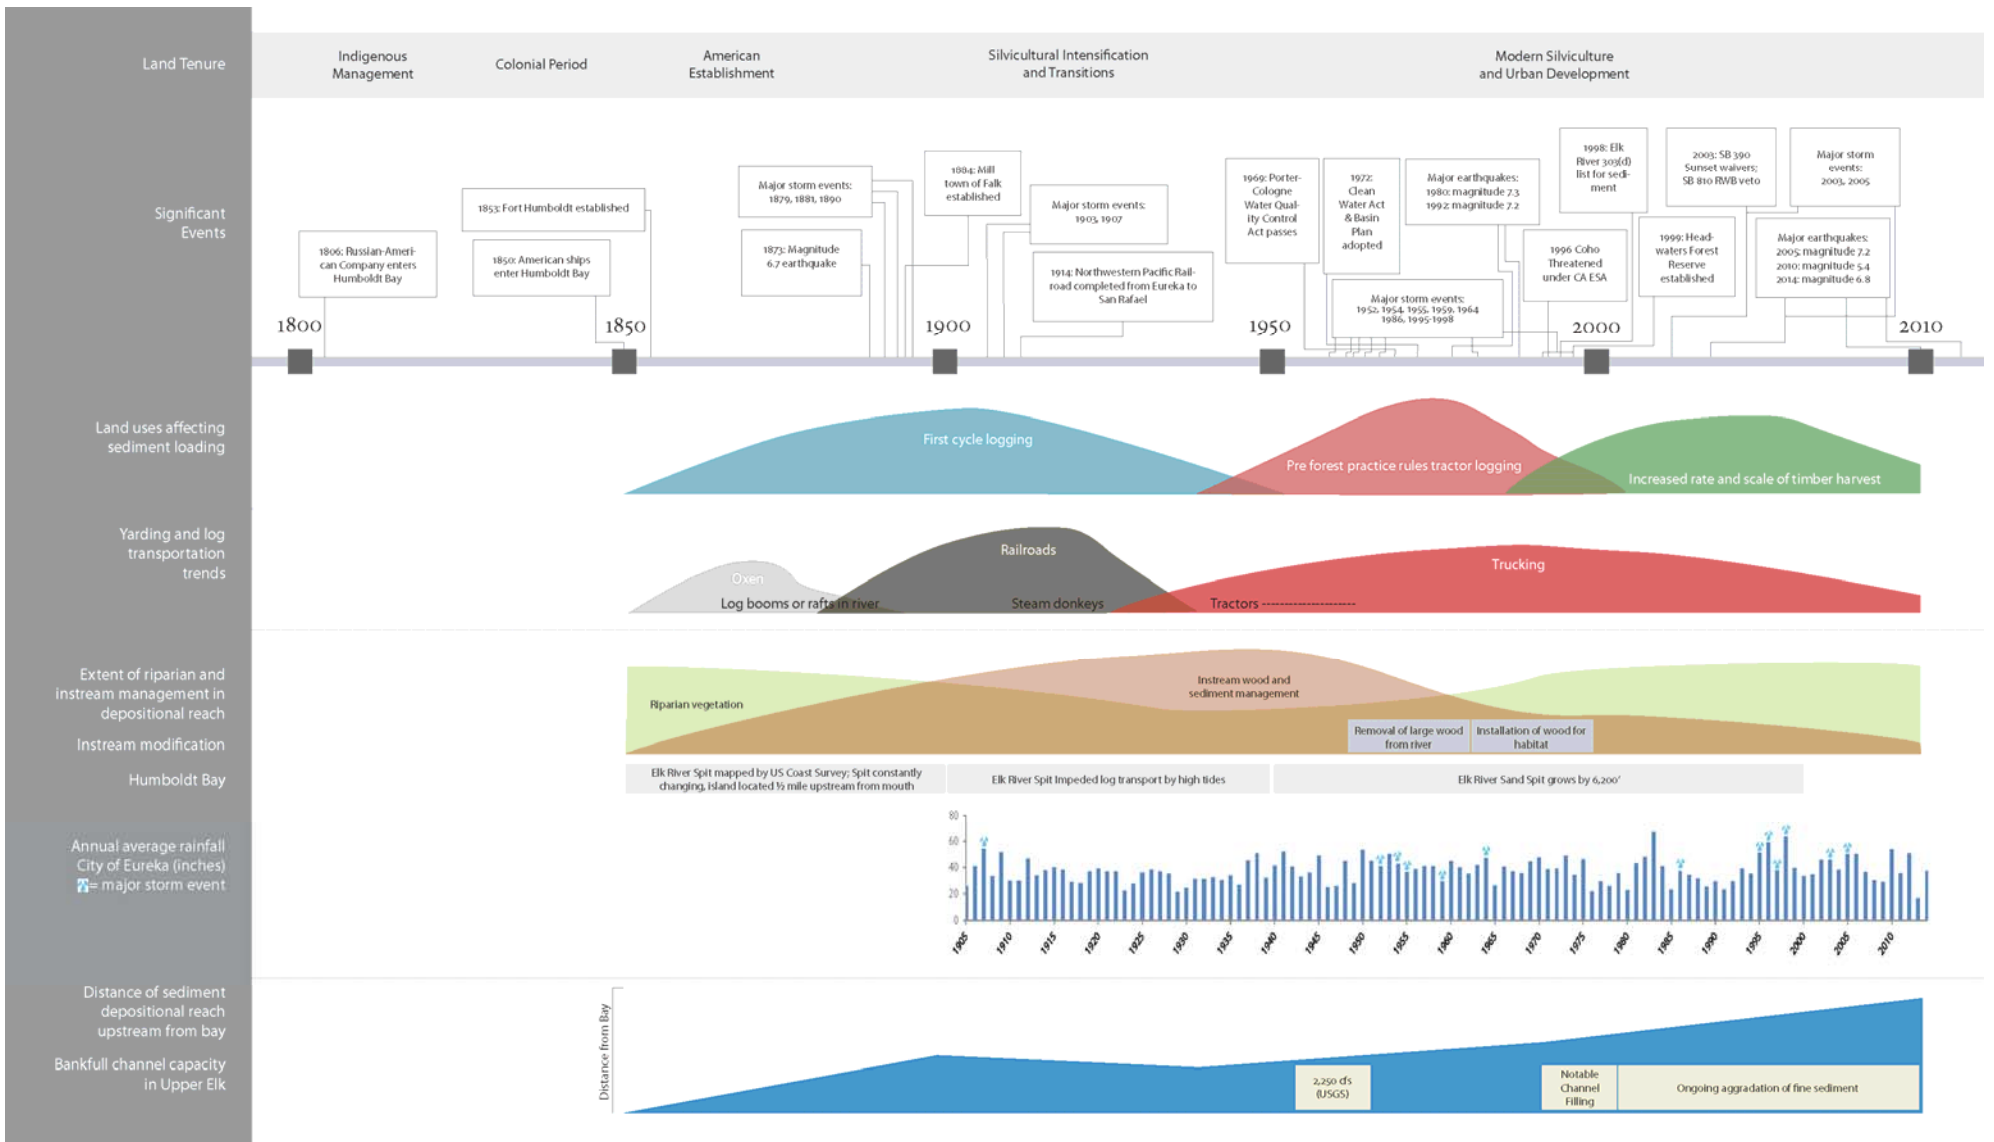 Land Tenure
Indigenous
Management
Colonial Period
American
Establishment
Silvicultural Intensification
and Transitions
Modern Silviculture
and Urban Development
Significant
Events
1806: Russian-Ameri-
can Company enters
Humboldt Bay
1853: Fort Humboldt established
1850: American ships
enter Humboldt Bay
Major storm events:
1879, 1881, 1890
1873: Magnitude
6.7 earthquake
1884: Mill
town of Falk
established
Major storm events:
1903, 1907
1914: Northwestern Pacific Rail-
road completed from Eureka to
San Rafael
1969: Porter-
Cologne
Water Qual-
ity Control
Act passes
1972:
Clean
Water Act
& Basin
Plan
adopted
Major earthquakes:
1980: magnitude 7.3
1992: magnitude 7.2
Major storm events:
1952, 1954, 1955, 1959, 1964
1986, 1995-1998
1998: Elk
River 303(d)
list for sedi-
ment
1996 Coho
Threatened
under CA ESA
2003: SB 390
Sunset waivers;
SB 810 RWB veto
1999: Head-
waters Forest
Reserve
established
Major storm
events:
2003, 2005
Major earthquakes:
2005: magnitude 7.2
2010: magnitude 5.4
2014: magnitude 6.8
1800
1850
1900
1950
2000
2010
Land uses affecting
sediment loading
First cycle logging
Pre forest practice rules tractor logging
Increased rate and scale of timber harvest
Yarding and log
transportation
trends
Oxen
Log booms or rafts in river
Railroads
Steam donkeys
Trucking
Tractors ---------------------
Extent of riparian and
instream management in
depositional reach
Riparian vegetation
Instream wood and
sediment management
Instream modification
Removal of large wood
from river
Installation of wood for
habitat
Humboldt Bay
Elk River Spit mapped by US Coast Survey; Spit constantly
changing, island located ½ mile upstream from mouth
Elk River Spit Impeded log transport by high tides
Elk River Sand Spit grows by 6,200'
Annual average rainfall
City of Eureka (inches)
= major storm event
80
60
40
20
0
1905
1910
1915
1920
1925
1930
1935
1940
1945
1950
1955
1960
1965
1970
1975
1980
1985
1990
1995
2000
2005
2010
Distance of sediment
depositional reach
upstream from bay
Distance from Bay
Bankfull channel capacity
in Upper Elk
2,250 cfs
(USGS)
Notable
Channel
Filling
Ongoing aggradation of fine sediment